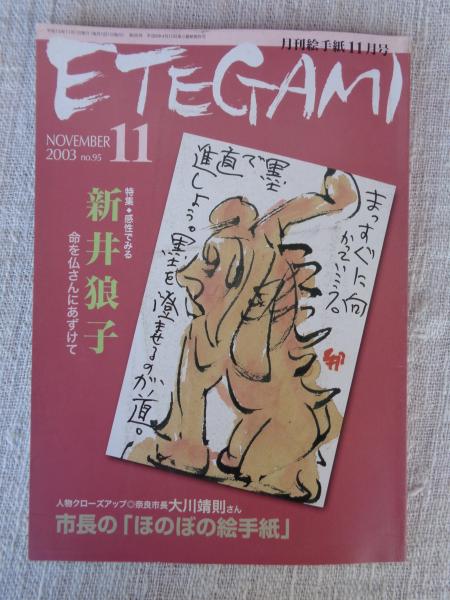 月刊絵手紙11月号
ETEGAMI
NOVEMBER 11
2003 no.95
特集◆感性でみる
新井狼子
命を仏さんにあずけて
まっすぐに向
かっていこう。
墨で直
進しよう。墨を
澄ませるのが、道。
人物クローズアップ◎奈良市長 大川靖則さん
市長の「ほのぼの絵手紙」